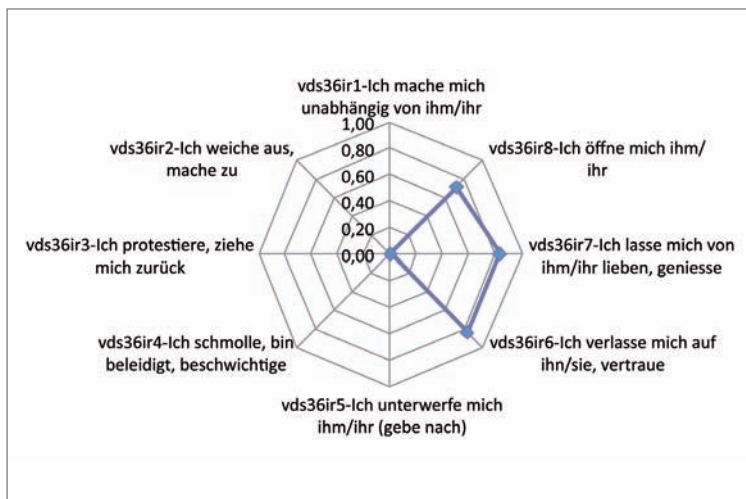 vds36ir1-Ich mache mich
unabhängig von ihm/ihr
1,00
0,80
0,60
0,40
0,20
0,00
vds36ir8-Ich öffne mich ihm/
ihr
vds36ir7-Ich lasse mich von
ihm/ihr lieben, geniesse
vds36ir6-Ich verlasse mich auf
ihn/sie, vertraue
vds36ir5-Ich unterwerfe mich
ihm/ihr (gebe nach)
vds36ir4-Ich schmolle, bin
beleidigt, beschwichtige
vds36ir3-Ich protestiere, ziehe
mich zurück
vds36ir2-Ich weiche aus,
mache zu